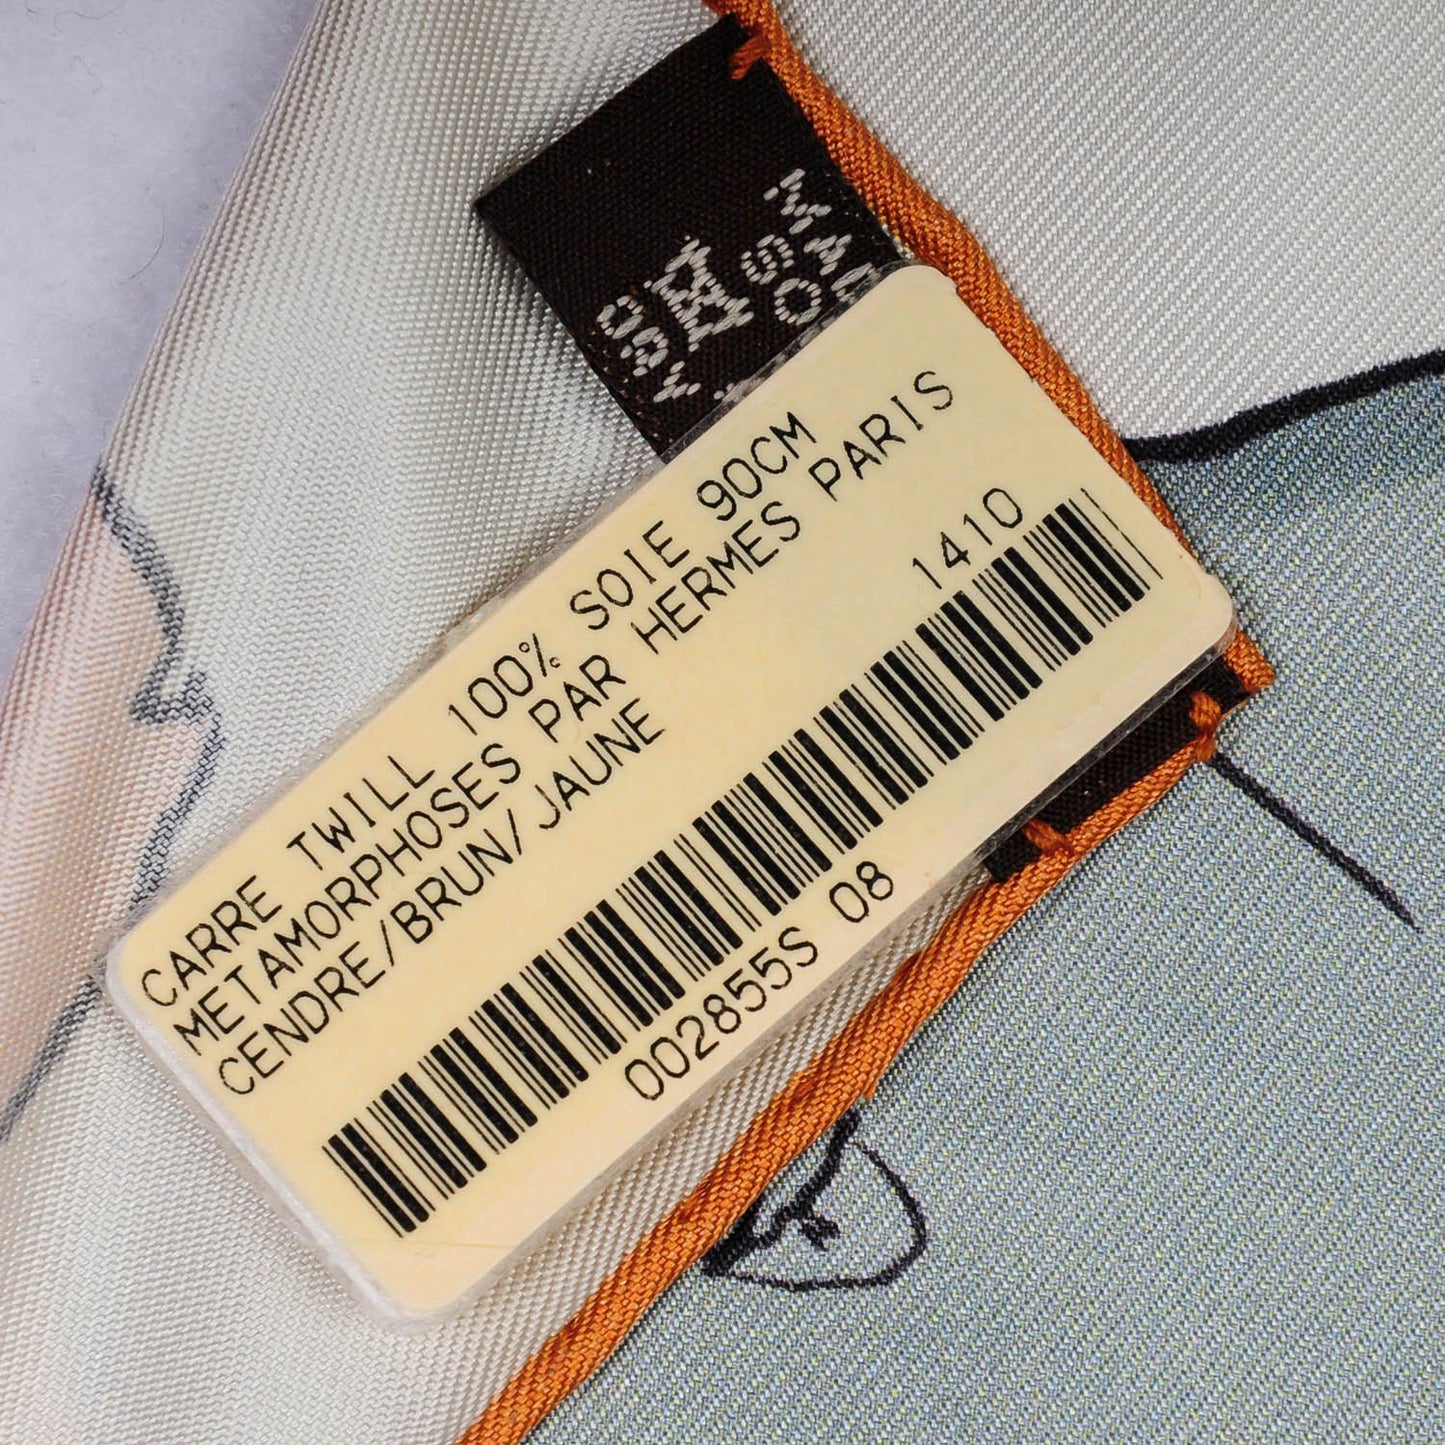 CARRE TWILL 100% SOIE 90CM
METAMORPHOSES PAR HERMES PARIS
CENDRE/BRUN/JAUNE
1410
002855S 08